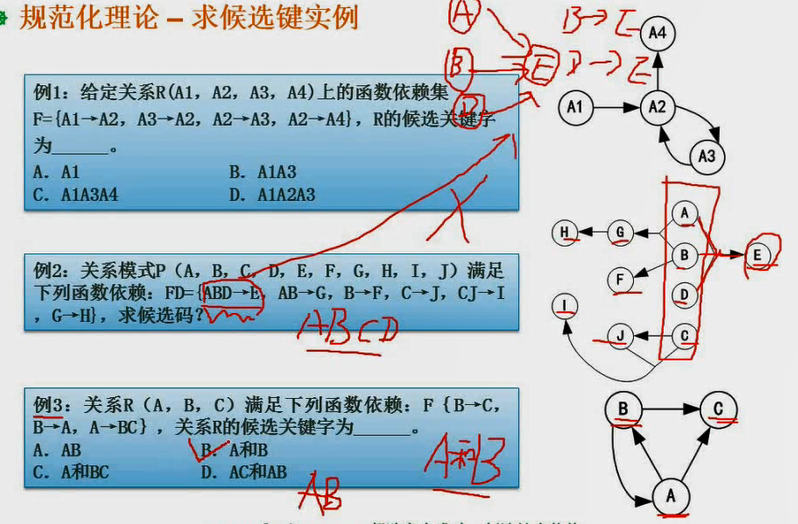 规范化理论 – 求候选键实例
例1：给定关系R(A1，A2，A3，A4)上的函数依赖集
F={A1→A2，A3→A2，A2→A3，A2→A4}，R的候选关键字
为_____。
A．A1
B．A1A3
C．A1A3A4
D．A1A2A3
A
B
D
E
B→E
D→E
A4
A1
A2
A3
例2：关系模式P（A，B，C，D，E，F，G，H，I，J）满足
下列函数依赖：FD={ABD→E，AB→G，B→F，C→J，CJ→I
，G→H}，求候选码？
ABCD
A
H
G
B
E
F
D
I
J
C
例3：关系R（A，B，C）满足下列函数依赖：F｛B→C，
B→A，A→BC｝，关系R的候选关键字为_____。
A．AB
B．A和B
C．A和BC
D．AC和AB
A和B
AB
B
C
A